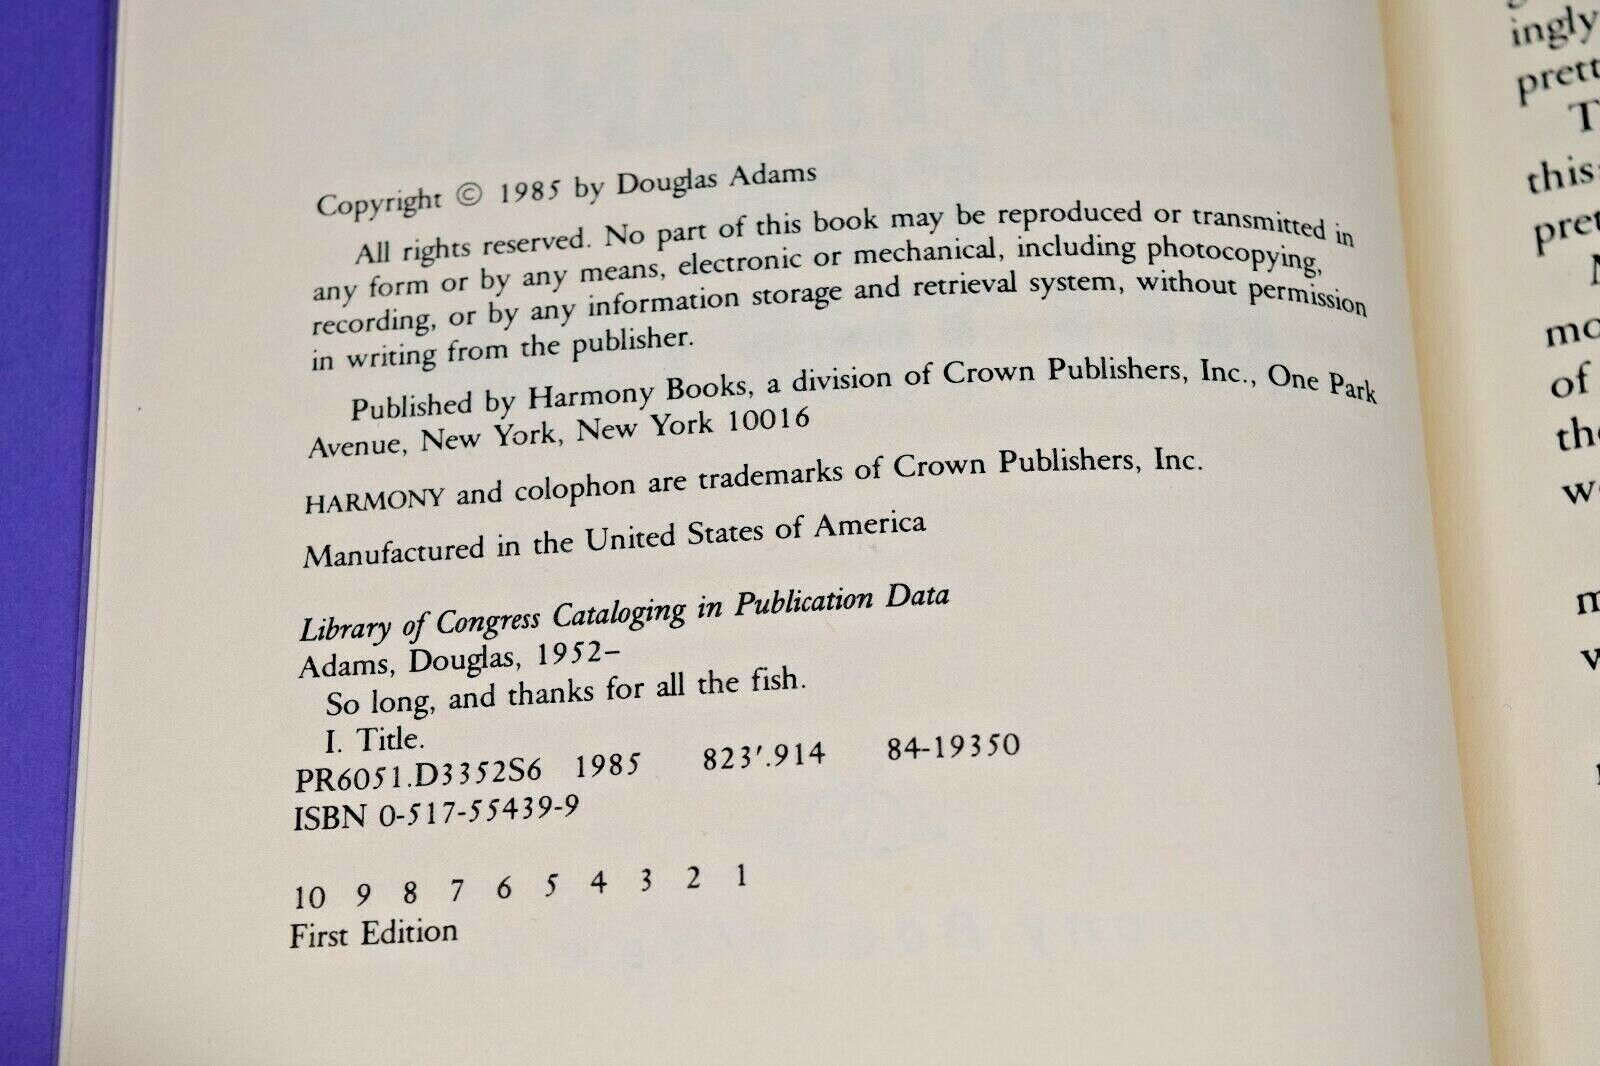 Copyright © 1985 by Douglas Adams
All rights reserved. No part of this book may be reproduced or transmitted in
any form or by any means, electronic or mechanical, including photocopying,
recording, or by any information storage and retrieval system, without permission
in writing from the publisher.
Published by Harmony Books, a division of Crown Publishers, Inc., One Park
Avenue, New York, New York 10016
HARMONY and colophon are trademarks of Crown Publishers, Inc.
Manufactured in the United States of America
Library of Congress Cataloging in Publication Data
Adams, Douglas, 1952–
So long, and thanks for all the fish.
I. Title.
PR6051.D3352S6 1985 823′.914 84-19350
ISBN 0-517-55439-9
10 9 8 7 6 5 4 3 2 1
First Edition
ingly
this
of